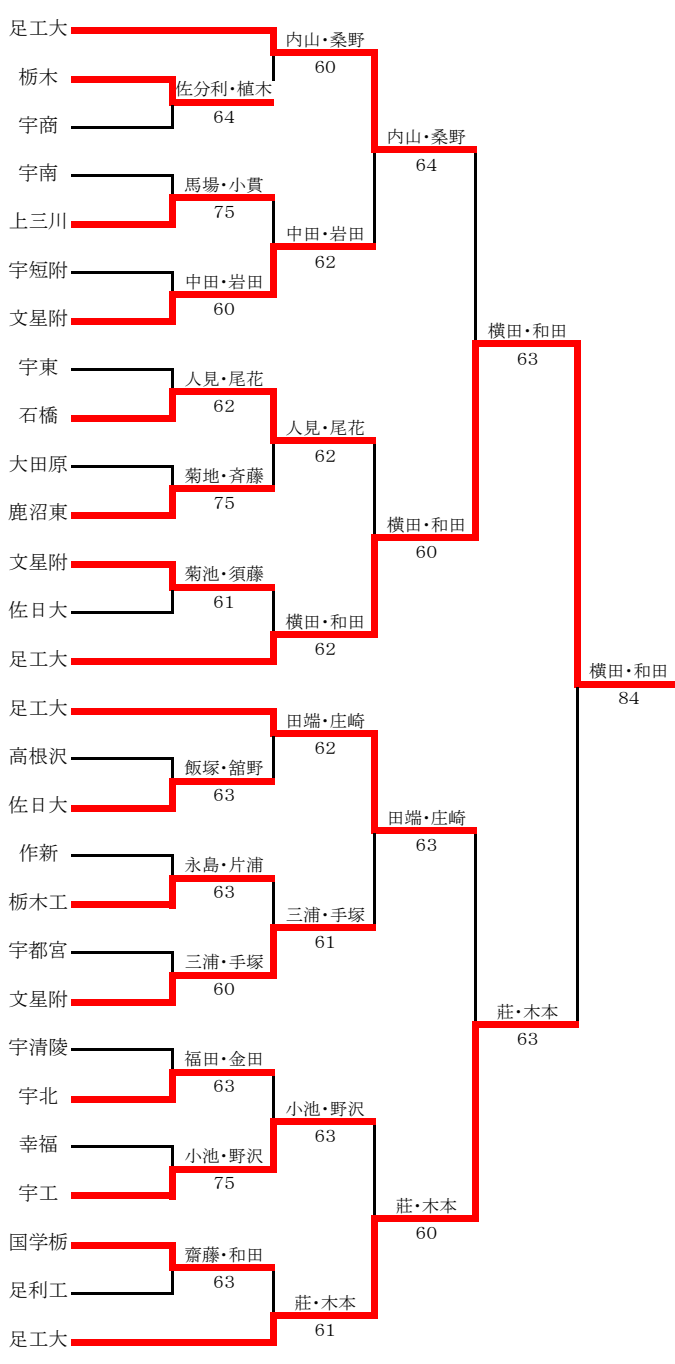 足工大
内山・桑野
60
栃木
佐分利・植木
64
宇商
内山・桑野
64
宇南
馬場・小貫
75
上三川
中田・岩田
62
宇短附
中田・岩田
60
文星附
横田・和田
63
宇東
人見・尾花
62
石橋
人見・尾花
62
大田原
菊地・斉藤
75
鹿沼東
横田・和田
60
文星附
菊池・須藤
61
佐日大
横田・和田
62
足工大
横田・和田
84
足工大
田端・庄崎
62
高根沢
飯塚・舘野
63
佐日大
田端・庄崎
63
作新
永島・片浦
63
栃木工
三浦・手塚
61
宇都宮
三浦・手塚
60
文星附
莊・木本
63
宇清陵
福田・金田
63
宇北
小池・野沢
63
幸福
小池・野沢
75
宇工
莊・木本
60
国学栃
齋藤・和田
63
足利工
莊・木本
61
足工大